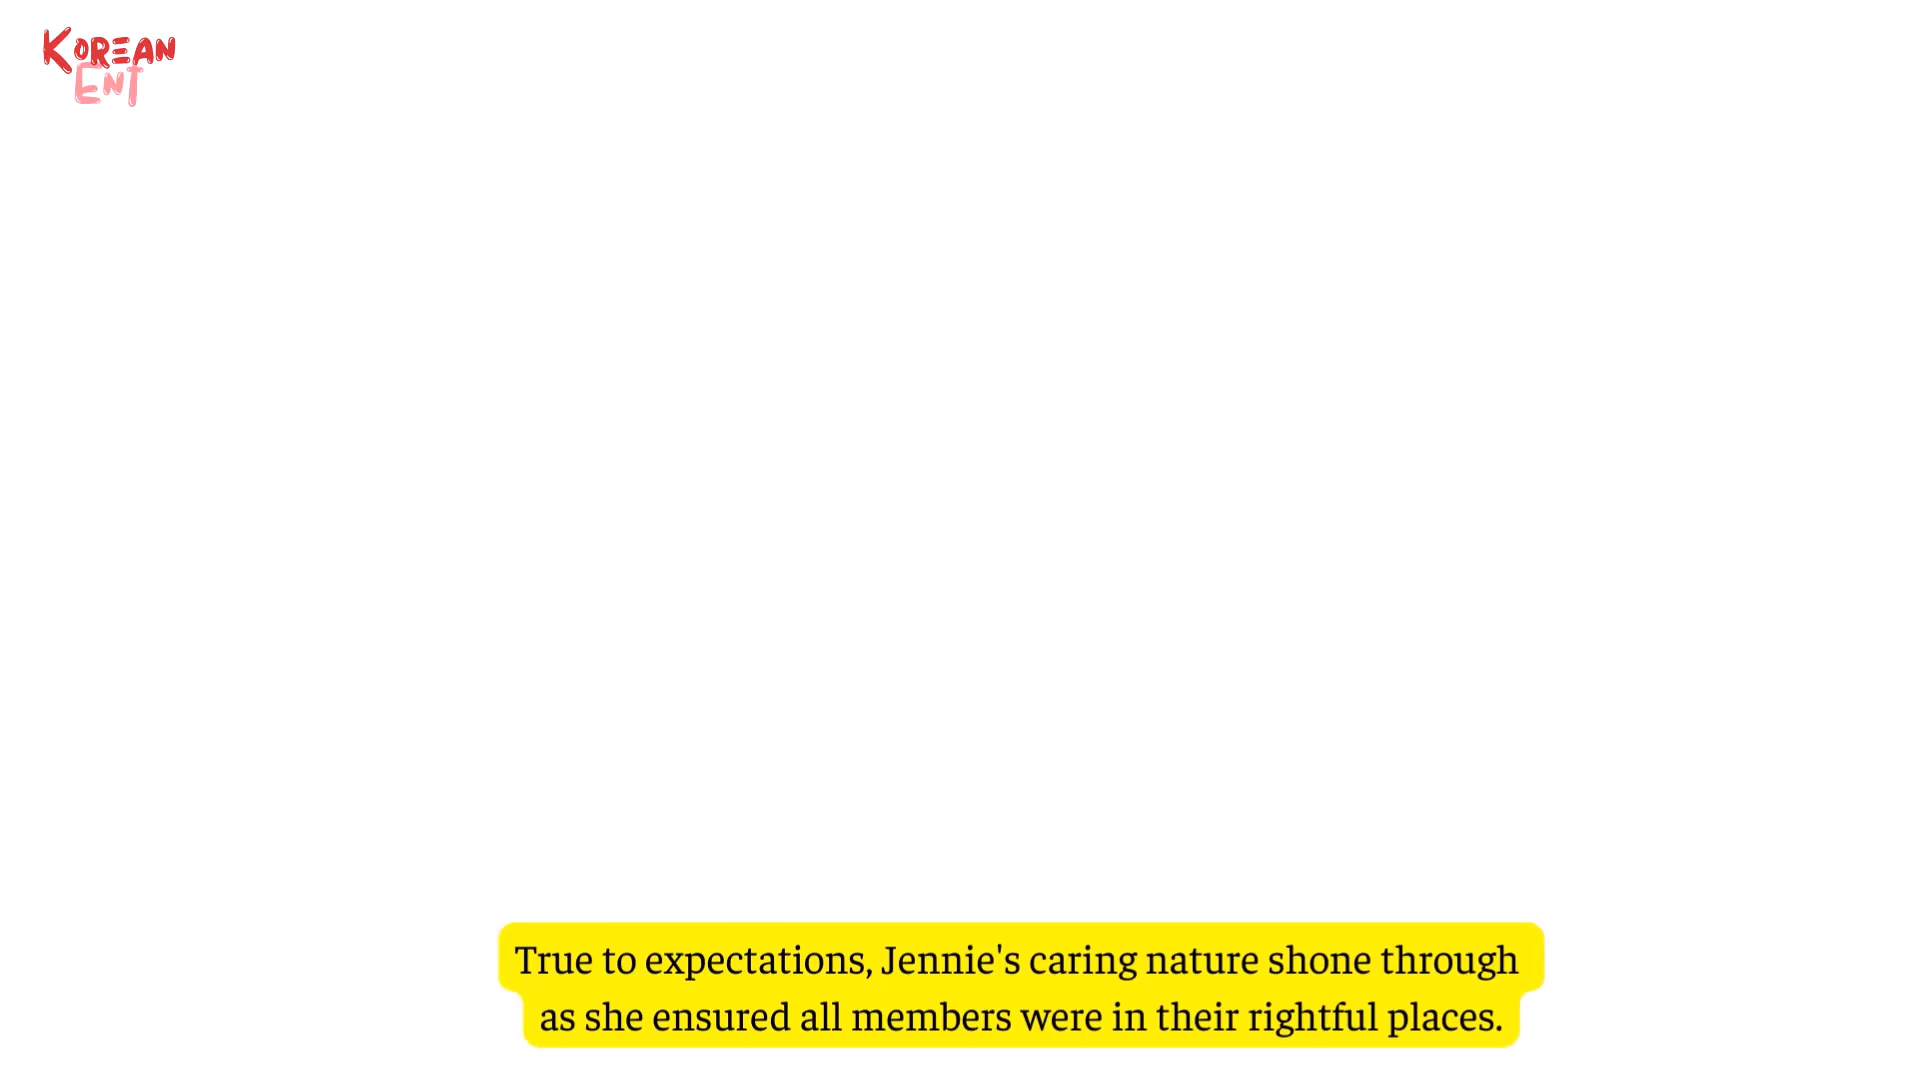 KOREAN
ENT
True to expectations, Jennie's caring nature shone through
as she ensured all members were in their rightful places.